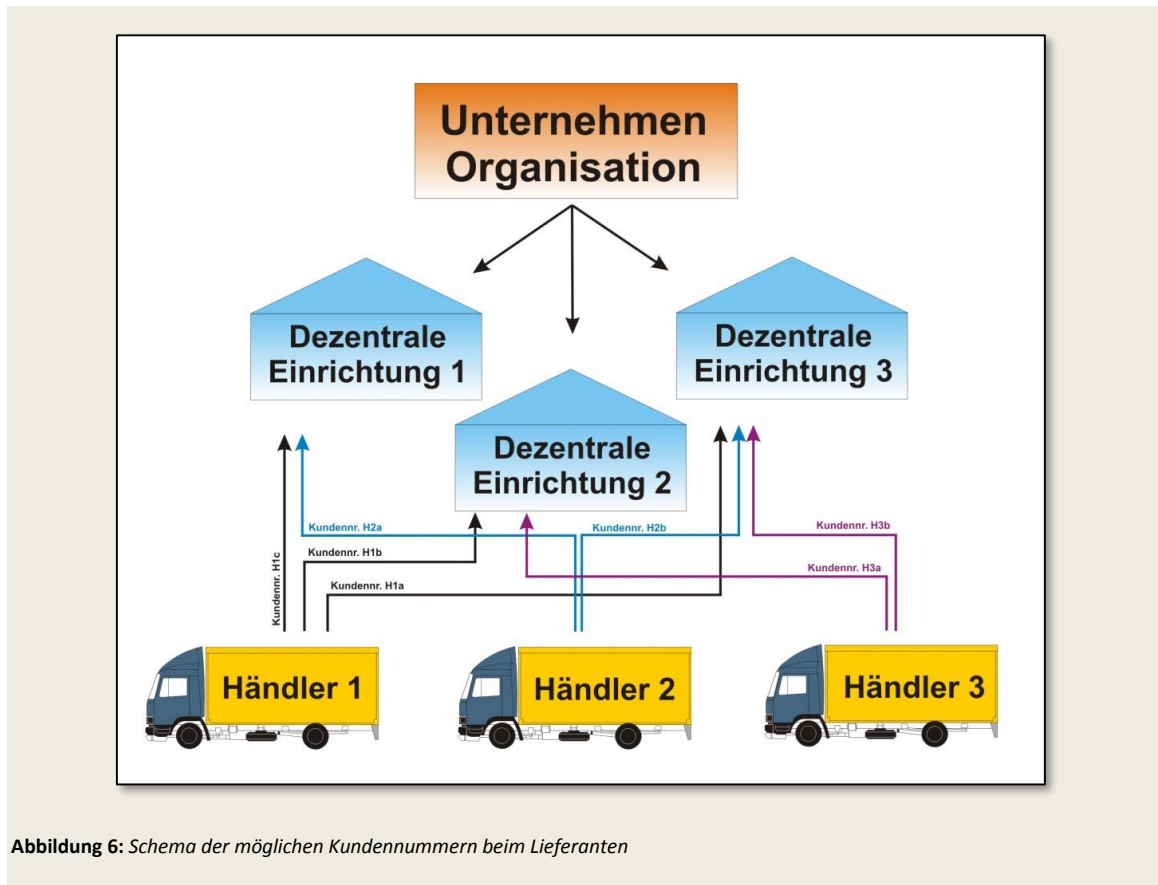 Unternehmen
Organisation
Dezentrale
Einrichtung 1
Dezentrale
Einrichtung 3
Dezentrale
Einrichtung 2
Kundennr. H2a
Kundennr. H2b
Kundennr. H3b
Kundennr. H1b
Kundennr. H3a
Kundennr. H1c
Kundennr. H1a
Händler 1
Händler 2
Händler 3
Abbildung 6: Schema der möglichen Kundennummern beim Lieferanten